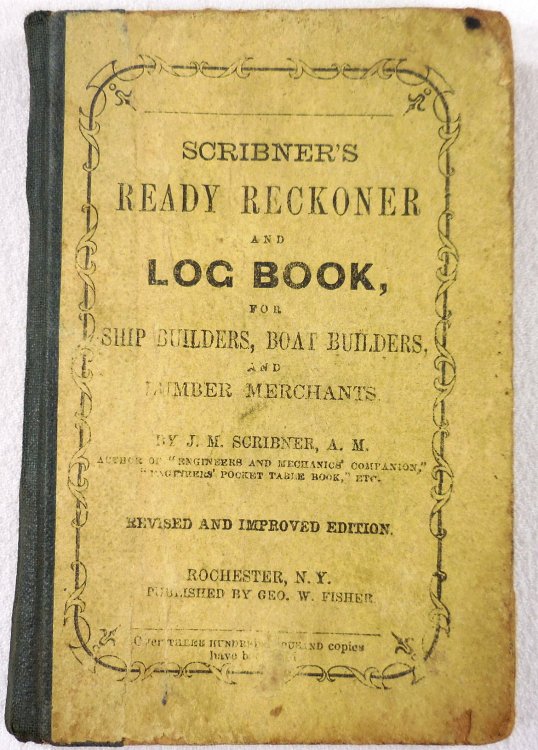 SCRIBNER'S
READY RECKONER
AND
LOG BOOK,
FOR
SHIP BUILDERS, BOAT BUILDERS,
AND
LUMBER MERCHANTS.
BY J. M. SCRIBNER, A. M.
AUTHOR OF "ENGINEERS AND MECHANICS' COMPANION,"
"ENGINEERS' POCKET TABLE BOOK," ETC.
REVISED AND IMPROVED EDITION.
ROCHESTER, N. Y.
PUBLISHED BY GEO. W. FISHER.
Over THREE HUNDRED THOUSAND copies
have